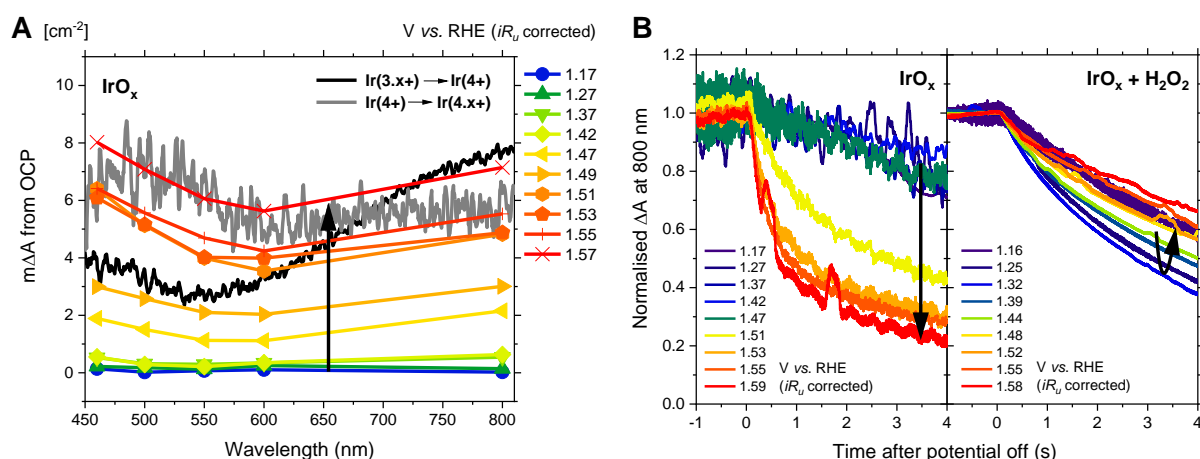 A
[cm-2]
V vs. RHE (iRu corrected)
IrOx
Ir(3.x+) → Ir(4+)
Ir(4+) → Ir(4.x+)
1.17
1.27
1.37
1.42
1.47
1.49
1.51
1.53
1.55
1.57
m∆A from OCP
10
8
6
4
2
0
450 500 550 600 650 700 750 800
Wavelength (nm)
B
IrOx
IrOx + H2O2
Normalised ∆A at 800 nm
1.2
1.0
0.8
0.6
0.4
0.2
0.0
1.17
1.27
1.37
1.42
1.47
1.51
1.53
1.55
1.59
V vs. RHE
(iRu corrected)
1.16
1.25
1.32
1.39
1.44
1.48
1.52
1.55
1.58
V vs. RHE
(iRu corrected)
-1 0 1 2 3 4 0 1 2 3 4
Time after potential off (s)